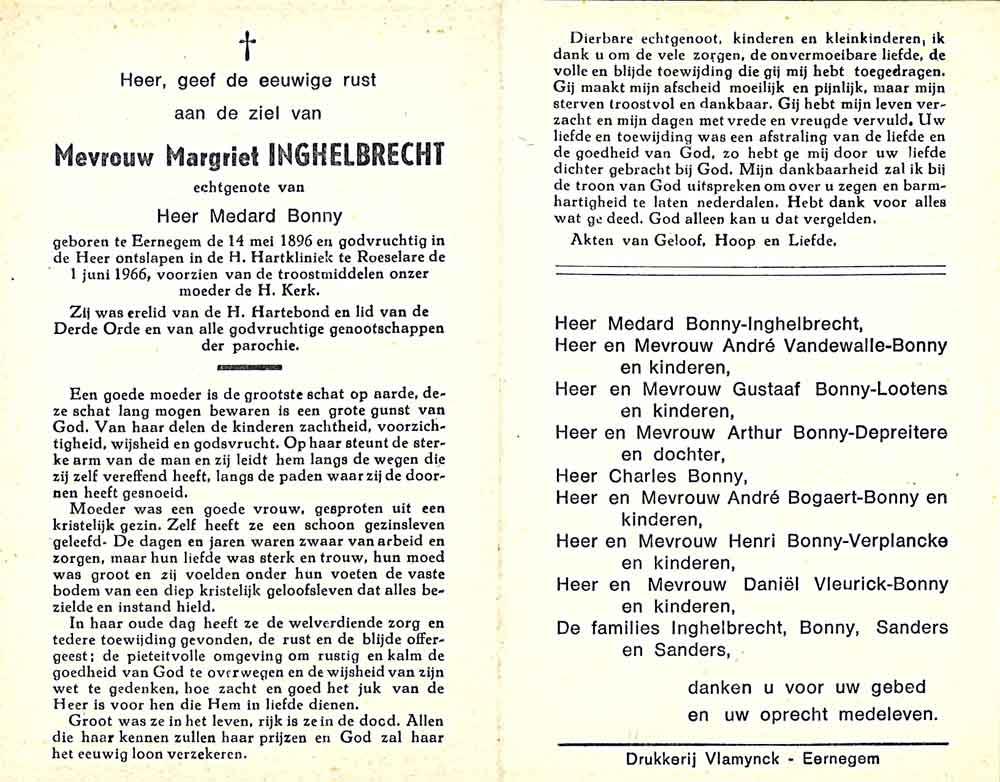 Heer, geef de eeuwige rust
aan de ziel van
Mevrouw Margriet INGHELBRECHT
echtgenote van
Heer Medard Bonny
geboren te Eernegem de 14 mei 1896 en godvruchtig in
de Heer ontslapen in de H. Hartkliniek te Roeselare de
1 juni 1966, voorzien van de troostmiddelen onzer
moeder de H. Kerk.
Zij was erelid van de H. Hartebond en lid van de
Derde Orde en van alle godvruchtige genootschappen
der parochie.
Een goede moeder is de grootste schat op aarde, de-
ze schat lang mogen bewaren is een grote gunst van
God. Van haar delen de kinderen zachtheid, voorzich-
tigheid, wijsheid en godsvrucht. Op haar steunt de ster-
ke arm van de man en zij leidt hem langs de wegen die
zij zelf vereffend heeft, langs de paden waar zij de door-
nen heeft gesnoeid.
Moeder was een goede vrouw, gesproten uit een
kristelijk gezin. Zelf heeft ze een schoon gezinsleven
geleefd- De dagen en jaren waren zwaar van arbeid en
zorgen, maar hun liefde was sterk en trouw, hun moed
was groot en zij voelden onder hun voeten de vaste
bodem van een diep kristelijk geloofsleven dat alles be-
zielde en instand hield.
In haar oude dag heeft ze de welverdiende zorg en
tedere toewijding gevonden, de rust en de blijde offer-
geest; de pieteitvolle omgeving om rustig en kalm de
goedheid van God te overwegen en de wijsheid van zijn
wet te gedenken, hoe zacht en goed het juk van de
Heer is voor hen die Hem in liefde dienen.
Groot was ze in het leven, rijk is ze in de dood. Allen
die haar kennen zullen haar prijzen en God zal haar
het eeuwig loon verzekeren.
Dierbare echtgenoot, kinderen en kleinkinderen, ik
dank u om de vele zorgen, de onvermoeibare liefde, de
volle en blijde toewijding die gij mij hebt toegedragen.
Gij maakt mijn afscheid moeilijk en pijnlijk, maar mijn
sterven troostvol en dankbaar. Gij hebt mijn leven ver-
zacht en mijn dagen met vrede en vreugde vervuld. Uw
liefde en toewijding was een afstraling van de liefde en
de goedheid van God, zo hebt ge mij door uw liefde
dichter gebracht bij God. Mijn dankbaarheid zal ik bij
de troon van God uitspreken om over u zegen en barm-
hartigheid te laten nederdalen. Hebt dank voor alles
wat ge deed. God alleen kan u dat vergelden.
Akten van Geloof, Hoop en Liefde.
Heer Medard Bonny-Inghelbrecht,
Heer en Mevrouw André Vandewalle-Bonny
en kinderen,
Heer en Mevrouw Gustaaf Bonny-Lootens
en kinderen,
Heer en Mevrouw Arthur Bonny-Depreitere
en dochter,
Heer Charles Bonny,
Heer en Mevrouw André Bogaert-Bonny en
kinderen,
Heer en Mevrouw Henri Bonny-Verplancke
en kinderen,
Heer en Mevrouw Daniël Vleurick-Bonny
en kinderen,
De families Inghelbrecht, Bonny, Sanders
en Sanders,
danken u voor uw gebed
en uw oprecht medeleven.
Drukkerij Vlamynck - Eernegem